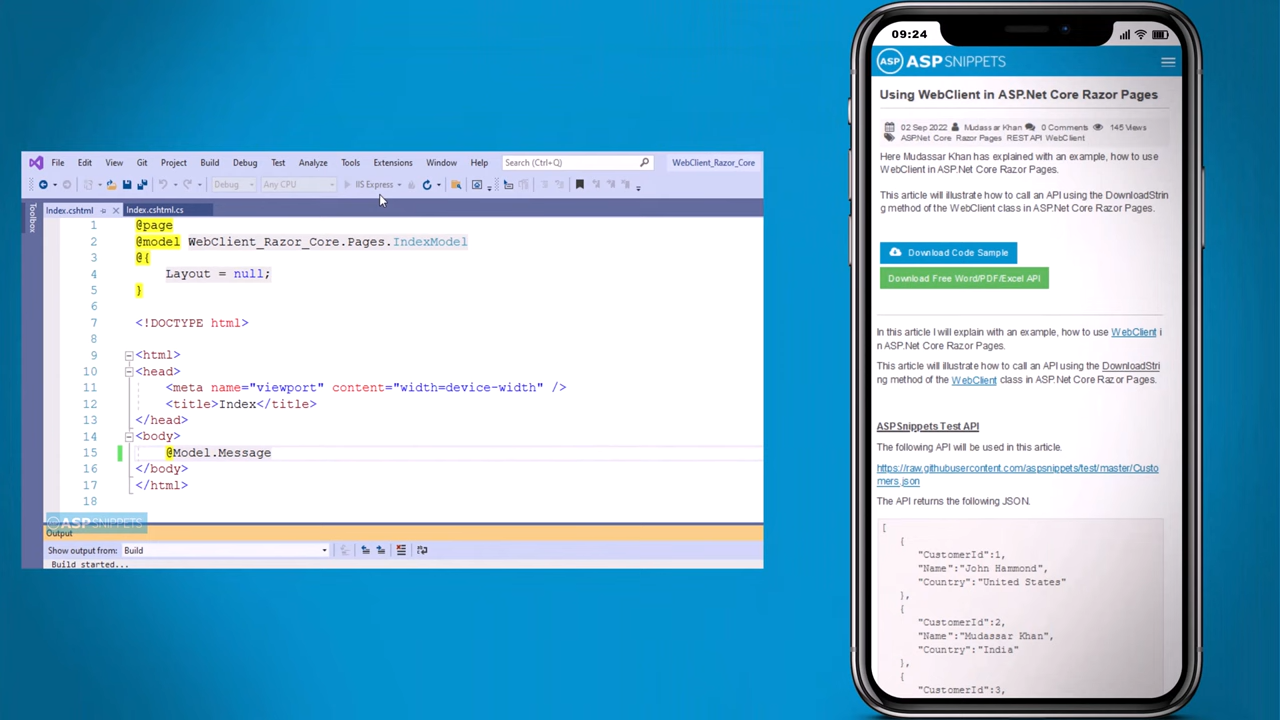 File Edit View Git Project Build Debug Test Analyze Tools Extensions Window Help Search (Ctrl+Q) WebClient_Razor_Core
Debug Any CPU IIS Express
Toolbox
Index.cshtml Index.cshtml.cs
1 @page
2 @model WebClient_Razor_Core.Pages.IndexModel
3 @{
4 Layout = null;
5 }
6
7 <!DOCTYPE html>
8
9 <html>
10 <head>
11 <meta name="viewport" content="width=device-width" />
12 <title>Index</title>
13 </head>
14 <body>
15 @Model.Message
16 </body>
17 </html>
18
ASPSNIPPETS
Output
Show output from: Build
Build started...
09:24
ASP ASPSNIPPETS
Using WebClient in ASP.Net Core Razor Pages
02 Sep 2022 Mudassar Khan 0 Comments 145 Views
ASP.Net Core Razor Pages REST API WebClient
Here Mudassar Khan has explained with an example, how to use
WebClient in ASP.Net Core Razor Pages.
This article will illustrate how to call an API using the DownloadStrin
g method of the WebClient class in ASP.Net Core Razor Pages.
Download Code Sample
Download Free Word/PDF/Excel API
In this article I will explain with an example, how to use WebClient i
n ASP.Net Core Razor Pages.
This article will illustrate how to call an API using the DownloadStri
ng method of the WebClient class in ASP.Net Core Razor Pages.
ASPSnippets Test API
The following API will be used in this article.
https://raw.githubusercontent.com/aspsnippets/test/master/Custo
mers.json
The API returns the following JSON.
[
{
"CustomerId":1,
"Name":"John Hammond",
"Country":"United States"
},
{
"CustomerId":2,
"Name":"Mudassar Khan",
"Country":"India"
},
{
"CustomerId":3,